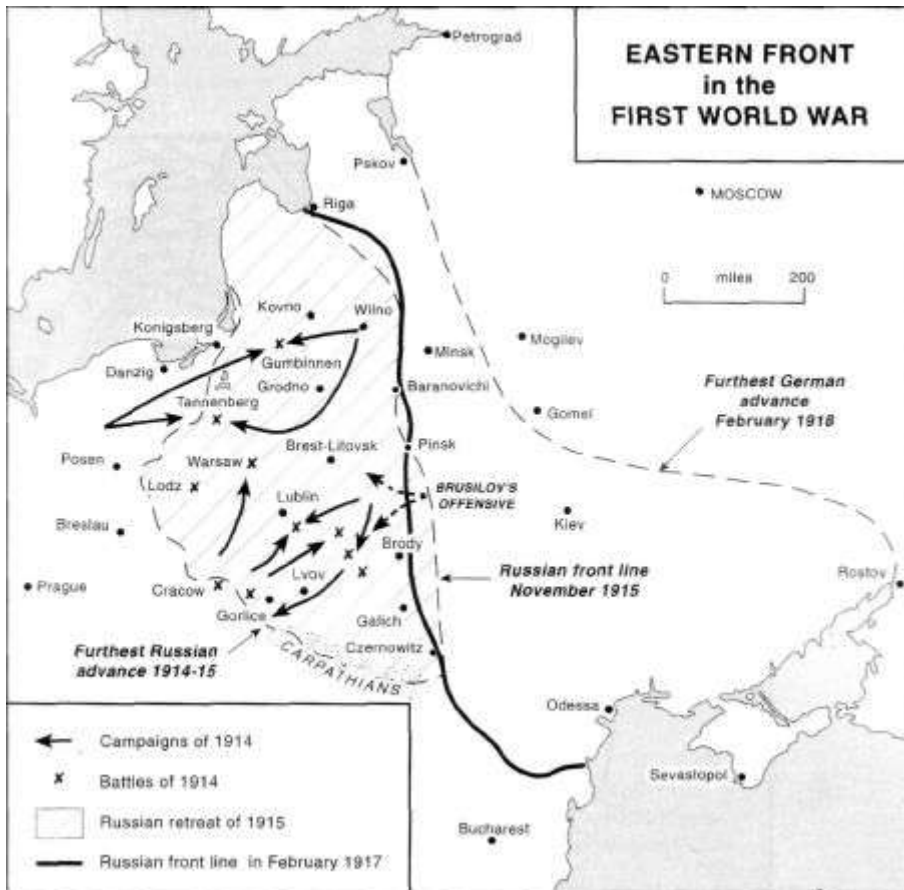 EASTERN FRONT
in the
FIRST WORLD WAR
Petrograd
Pskov
MOSCOW
Riga
0 miles 200
Kovno
Wilno
Konigsberg
Gumbinnen
Minsk
Mogilev
Danzig
Grodno
Baranovichi
Tannenberg
Furthest German
advance
February 1918
Gomel
Brest-Litovsk
Pinsk
Posen
Warsaw
Lodz
BRUSILOV'S
OFFENSIVE
Lublin
Breslau
Kiev
Brody
Prague
Cracow
Lvov
Russian front line
November 1915
Rostov
Gorlice
Galich
Furthest Russian
advance 1914-15
Czernowitz
CARPATHIANS
Odessa
Sevastopol
Bucharest
Campaigns of 1914
Battles of 1914
Russian retreat of 1915
Russian front line in February 1917